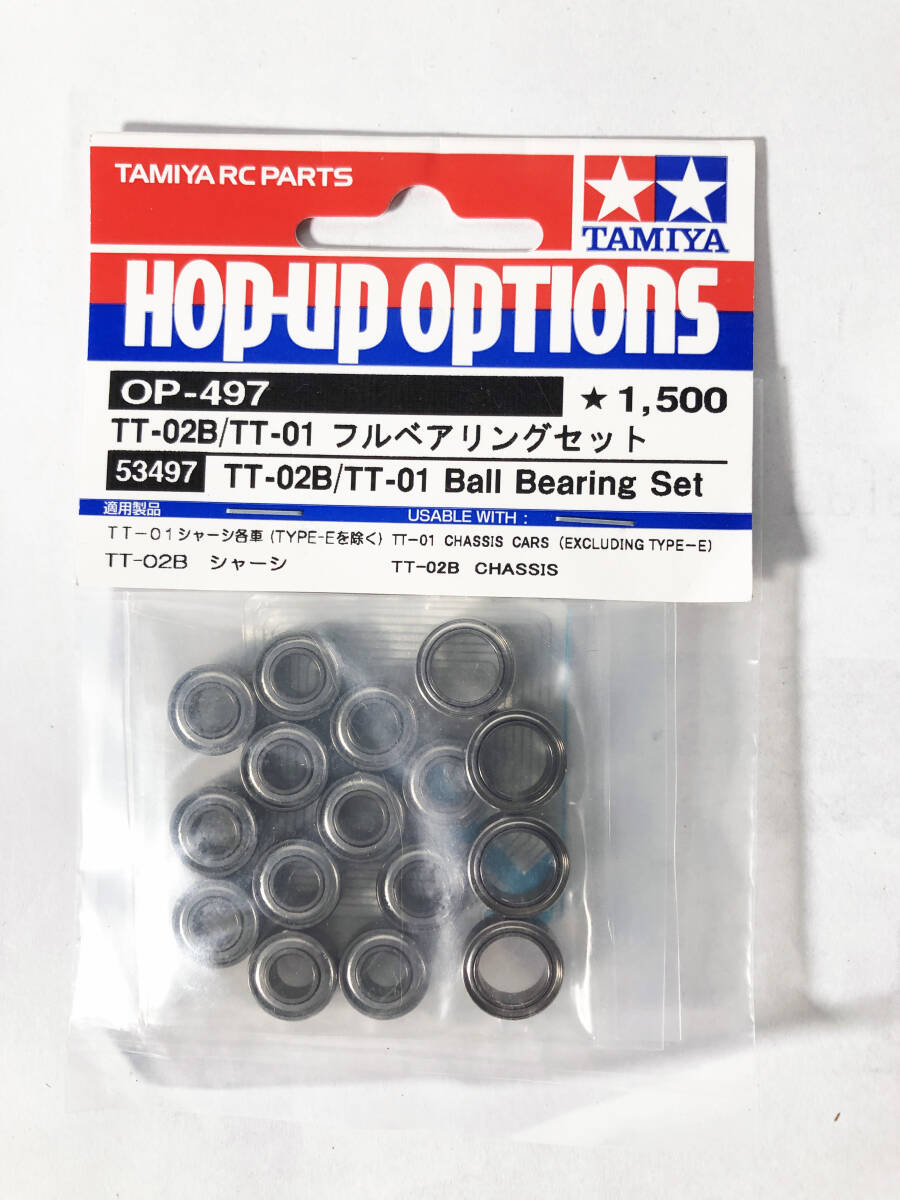 TAMIYA RC PARTS
TAMIYA
HOP-UP OPTIONS
OP-497
★ 1,500
TT-02B/TT-01 フルベアリングセット
53497 TT-02B/TT-01 Ball Bearing Set
適用製品 USABLE WITH :
TT-01シャーシ各車 (TYPE-Eを除く) TT-01 CHASSIS CARS (EXCLUDING TYPE-E)
TT-02B シャーシ TT-02B CHASSIS